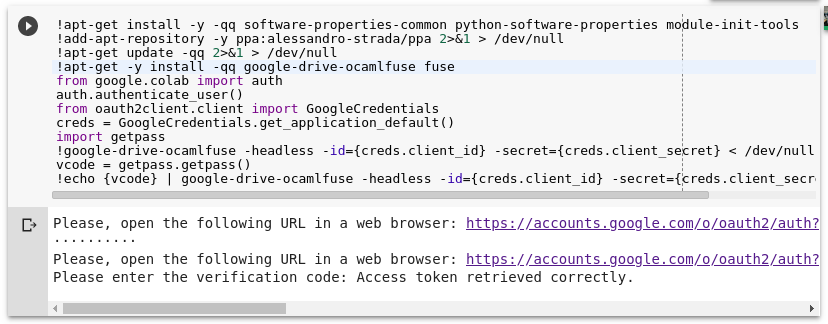 !apt-get install -y -qq software-properties-common python-software-properties module-init-tools
!add-apt-repository -y ppa:alessandro-strada/ppa 2>&1 > /dev/null
!apt-get update -qq 2>&1 > /dev/null
!apt-get -y install -qq google-drive-ocamlfuse fuse
from google.colab import auth
auth.authenticate_user()
from oauth2client.client import GoogleCredentials
creds = GoogleCredentials.get_application_default()
import getpass
!google-drive-ocamlfuse -headless -id={creds.client_id} -secret={creds.client_secret} < /dev/null
vcode = getpass.getpass()
!echo {vcode} | google-drive-ocamlfuse -headless -id={creds.client_id} -secret={creds.client_secr
Please, open the following URL in a web browser: https://accounts.google.com/o/oauth2/auth?
··········
Please, open the following URL in a web browser: https://accounts.google.com/o/oauth2/auth?
Please enter the verification code: Access token retrieved correctly.